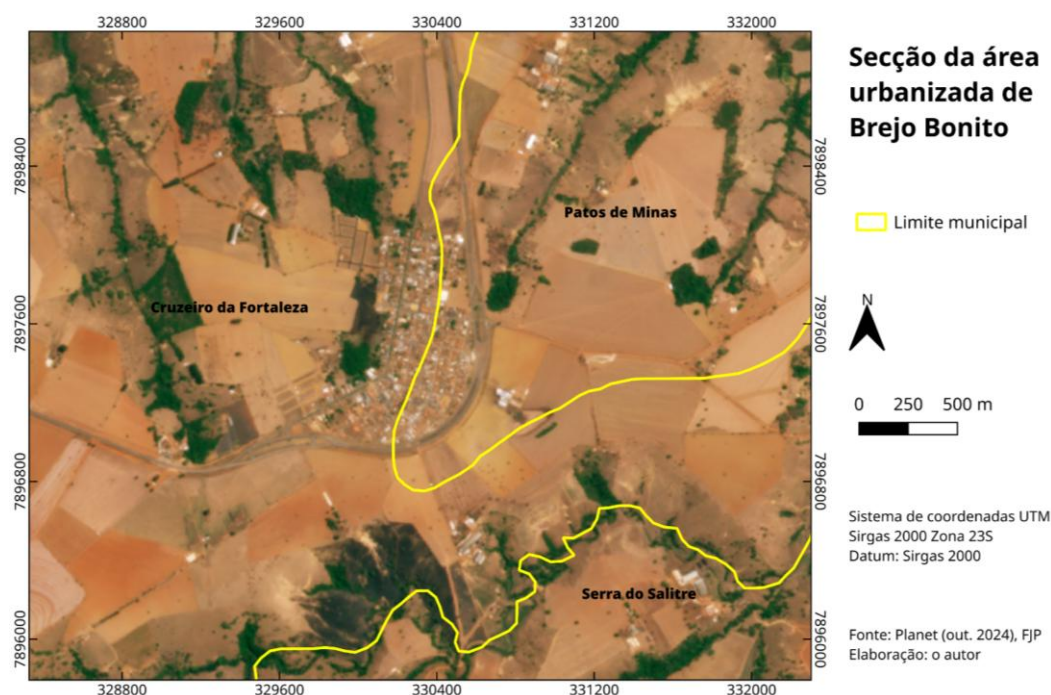 328800 329600 330400 331200 332000
Secção da área
urbanizada de
Brejo Bonito
7898400
7898400
Patos de Minas
Limite municipal
Cruzeiro da Fortaleza
N
7897600
7897600
0 250 500 m
7896800
7896800
Sistema de coordenadas UTM
Sirgas 2000 Zona 23S
Datum: Sirgas 2000
Serra do Salitre
7896000
7896000
Fonte: Planet (out. 2024), FJP
Elaboração: o autor
328800 329600 330400 331200 332000